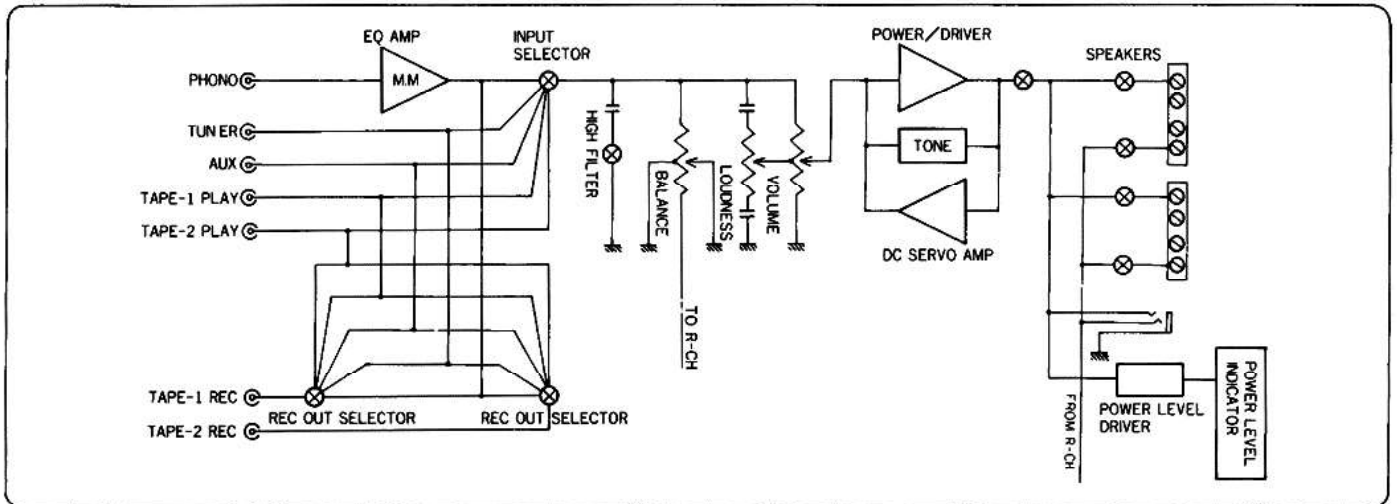 EQ AMP
INPUT
SELECTOR
POWER/DRIVER
SPEAKERS
PHONO
M.M
TUNER
AUX
TAPE-1 PLAY
TAPE-2 PLAY
HIGH FILTER
BALANCE
LOUDNESS
VOLUME
TONE
DC SERVO AMP
TO R-CH
TAPE-1 REC
REC OUT SELECTOR
REC OUT SELECTOR
TAPE-2 REC
FROM R-CH
POWER LEVEL
DRIVER
POWER LEVEL
INDICATOR